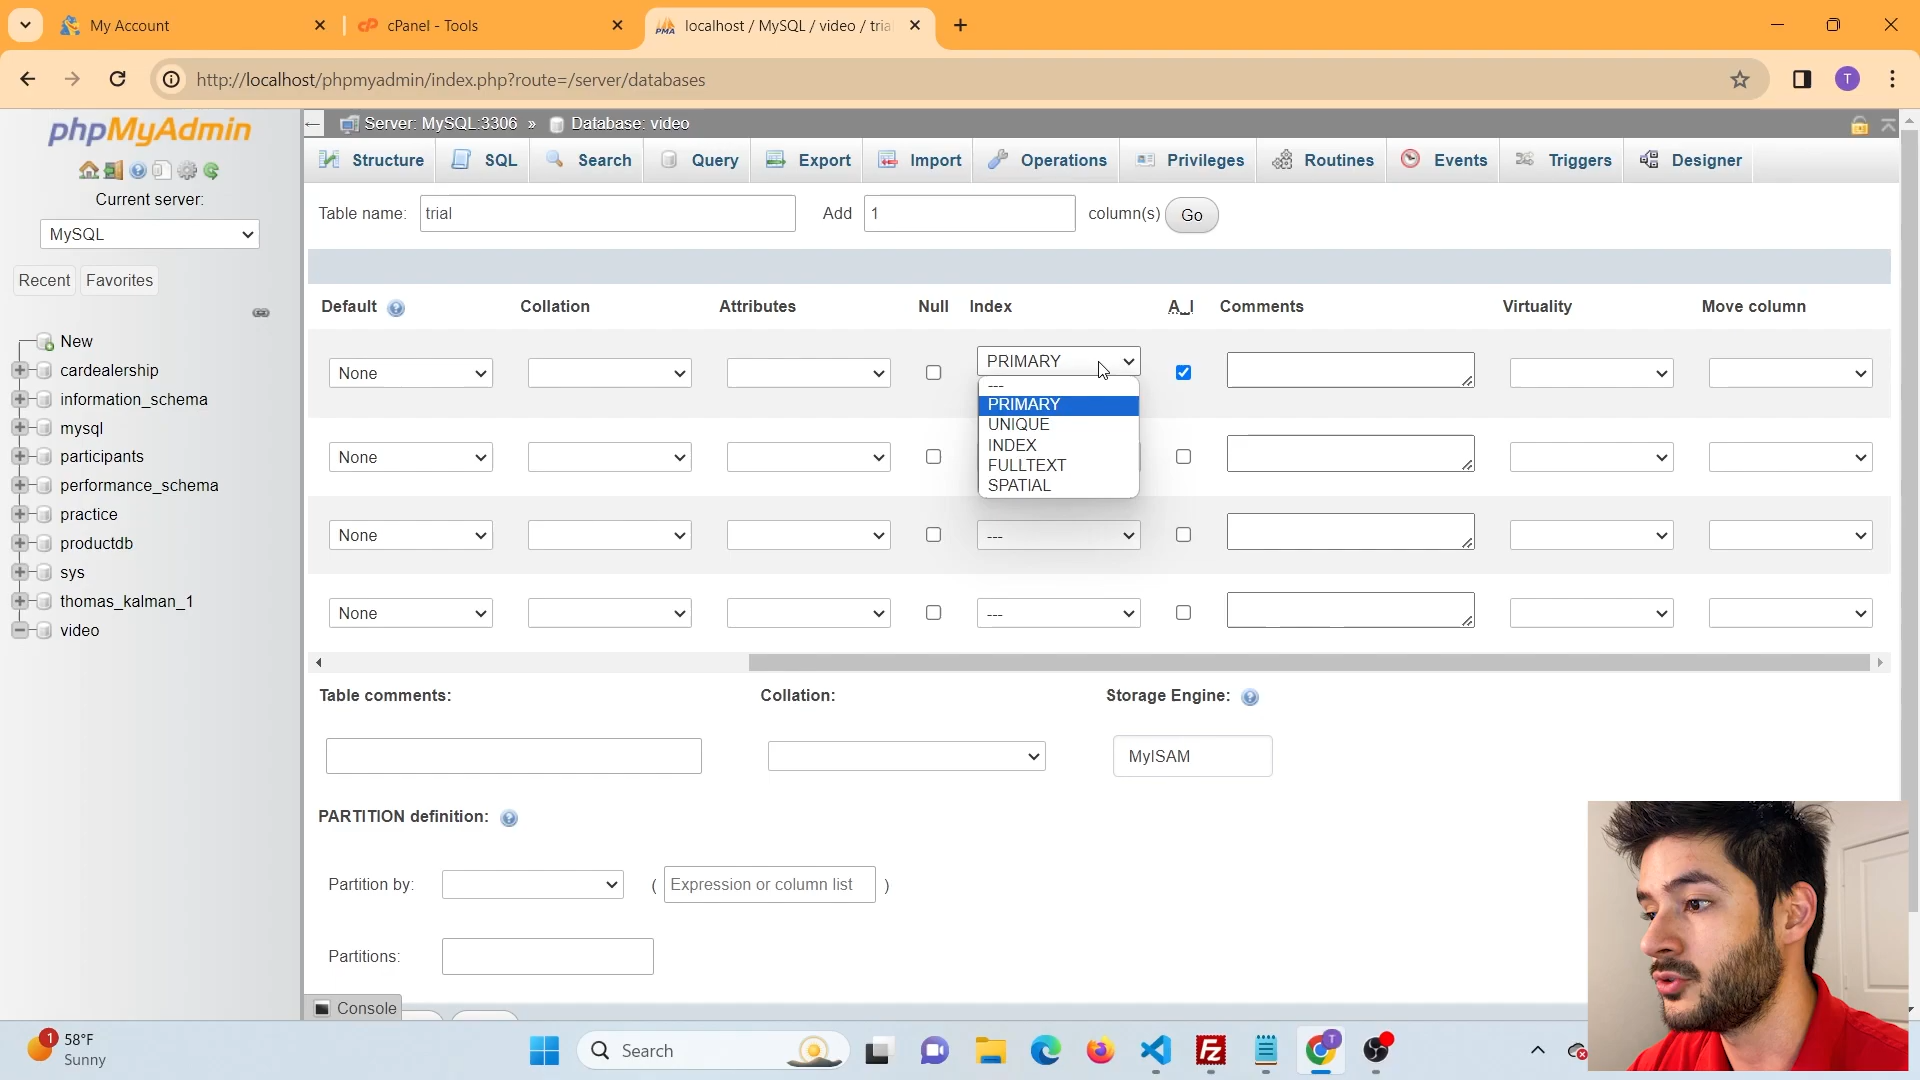 My Account
cPanel - Tools
localhost / MySQL / video / tria
http://localhost/phpmyadmin/index.php?route=/server/databases
T
phpMyAdmin
Current server:
MySQL
Recent
Favorites
New
cardealership
information_schema
mysql
participants
performance_schema
practice
productdb
sys
thomas_kalman_1
video
Server: MySQL:3306 » Database: video
Structure
SQL
Search
Query
Export
Import
Operations
Privileges
Routines
Events
Triggers
Designer
Table name: trial Add 1 column(s) Go
Default Collation Attributes Null Index A_I Comments Virtuality Move column
None PRIMARY
---
PRIMARY
UNIQUE
INDEX
FULLTEXT
SPATIAL
None
None ---
None ---
Table comments: Collation: Storage Engine:
MyISAM
PARTITION definition:
Partition by: ( Expression or column list )
Partitions:
Console
1
58°F
Sunny
Search
T